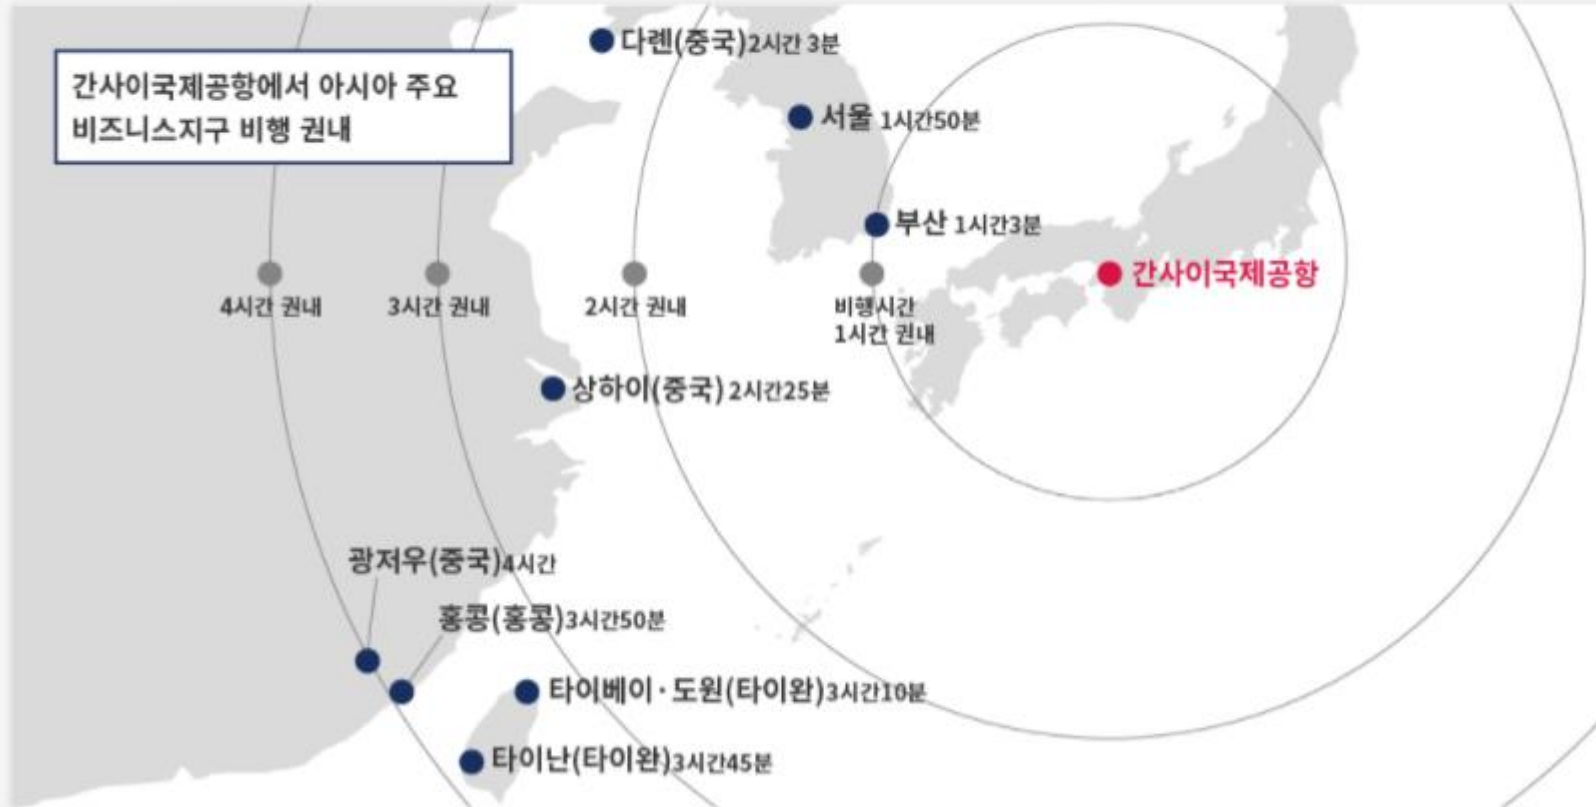 간사이국제공항에서 아시아 주요
비즈니스지구 비행 권내
다롄(중국)2시간 3분
서울 1시간50분
부산 1시간3분
간사이국제공항
4시간 권내
3시간 권내
2시간 권내
비행시간
1시간 권내
상하이(중국) 2시간25분
광저우(중국)4시간
홍콩(홍콩)3시간50분
타이베이·도원(타이완)3시간10분
타이난(타이완)3시간45분